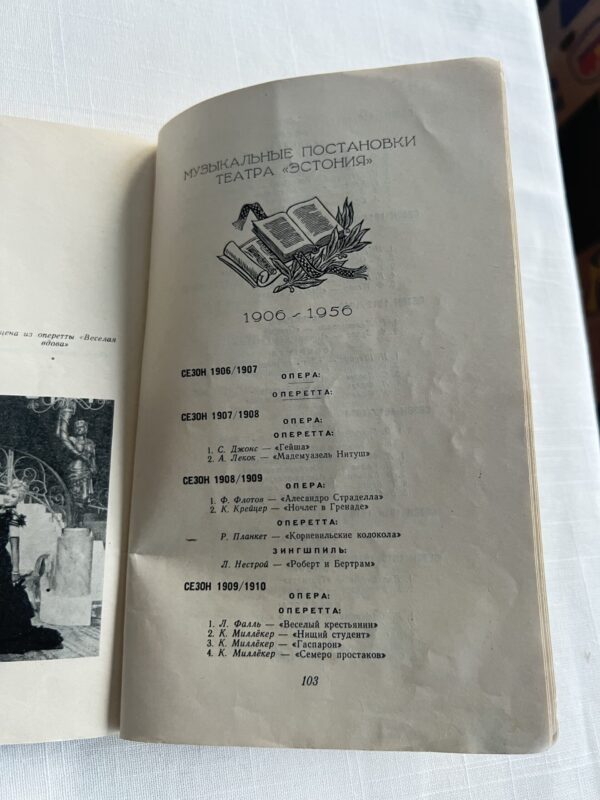 цена из оперетты «Веселая
вдова»
МУЗЫКАЛЬНЫЕ ПОСТАНОВКИ
ТЕАТРА «ЭСТОНИЯ»
1906 - 1956
СЕЗОН 1906/1907
ОПЕРА:
ОПЕРЕТТА:
СЕЗОН 1907/1908
ОПЕРА:
ОПЕРЕТТА:
1. С. Джонс — «Гейша»
2. А. Лекок — «Мадемуазель Нитуш»
СЕЗОН 1908/1909
ОПЕРА:
1. Ф. Флотов — «Алесандро Страделла»
2. К. Крейцер — «Ночлег в Гренаде»
ОПЕРЕТТА:
Р. Планкет — «Корневильские колокола»
ЗИНГШПИЛЬ:
Л. Нестрой — «Роберт и Бертрам»
СЕЗОН 1909/1910
ОПЕРА:
ОПЕРЕТТА:
1. Л. Фалль — «Веселый крестьянин»
2. К. Миллёкер — «Нищий студент»
3. К. Миллёкер — «Гаспарон»
4. К. Миллёкер — «Семеро простаков»
103